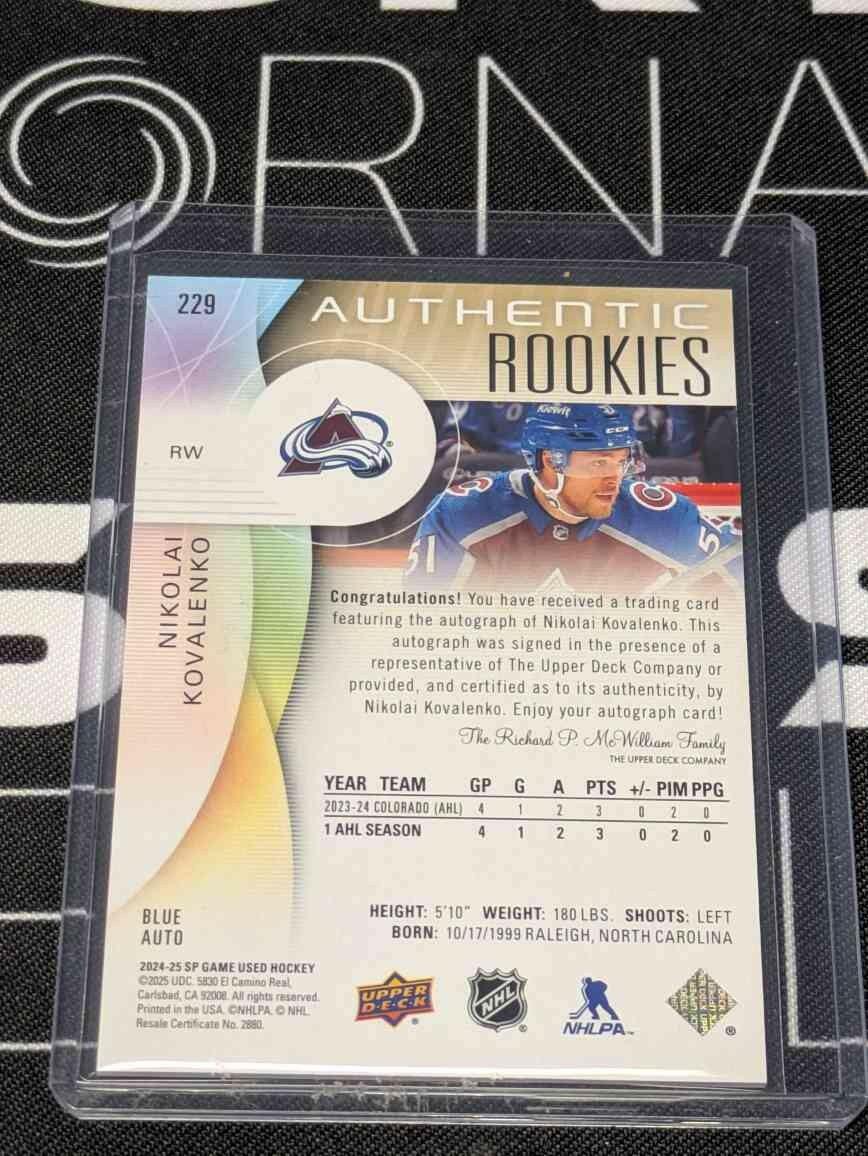 ORNA
229
AUTHENTIC
ROOKIES
RW
NIKOLAI
KOVALENKO
51
Congratulations! You have received a trading card
featuring the autograph of Nikolai Kovalenko. This
autograph was signed in the presence of a
representative of The Upper Deck Company or
provided, and certified as to its authenticity, by
Nikolai Kovalenko. Enjoy your autograph card!
The Richard P. McWilliam Family
THE UPPER DECK COMPANY
YEAR TEAM GP G A PTS +/- PIM PPG
2023-24 COLORADO (AHL) 4 1 2 3 0 2 0
1 AHL SEASON 4 1 2 3 0 2 0
BLUE
AUTO
HEIGHT: 5'10" WEIGHT: 180 LBS. SHOOTS: LEFT
BORN: 10/17/1999 RALEIGH, NORTH CAROLINA
2024-25 SP GAME USED HOCKEY
©2025 UDC. 5830 El Camino Real,
Carlsbad, CA 92008. All rights reserved.
Printed in the USA. ©NHLPA. © NHL.
Resale Certificate No. 2880.
UPPER
D·E·C·K
®
NHL
®
NHLPA™
®